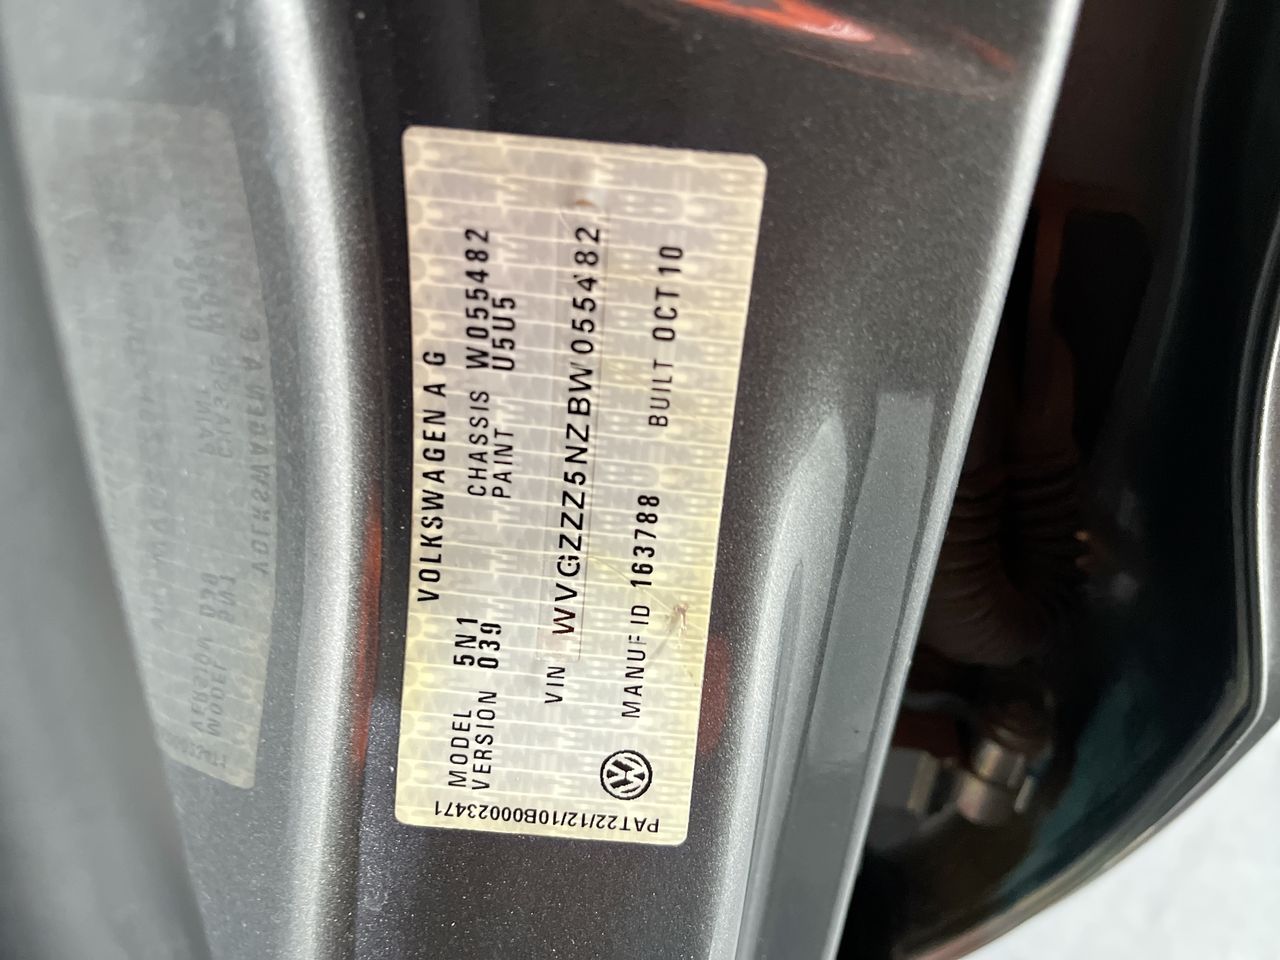 VOLKSWAGEN AG
MODEL 5N1 CHASSIS W055482
VERSION 039 PAINT U5U5
VIN WVGZZZ5NZBW055482
MANUF ID 163788 BUILT OCT10
PAT22/12/10B00023471